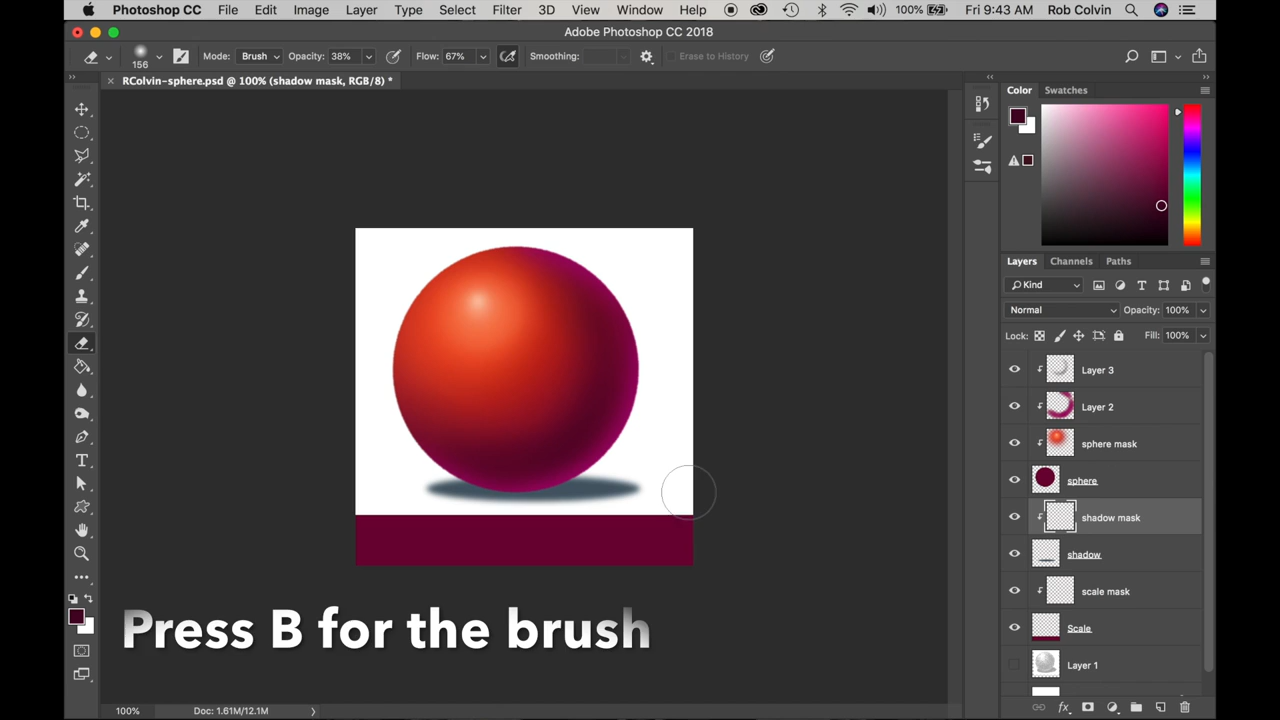 Photoshop CC File Edit Image Layer Type Select Filter 3D View Window Help 100% Fri 9:43 AM Rob Colvin
Adobe Photoshop CC 2018
156 Mode: Brush Opacity: 38% Flow: 67% Smoothing: Erase to History
× RColvin-sphere.psd @ 100% (shadow mask, RGB/8) *
Color Swatches
Layers Channels Paths
Kind
Normal Opacity: 100%
Lock: Fill: 100%
Layer 3
Layer 2
sphere mask
sphere
shadow mask
shadow
scale mask
Scale
Layer 1
Press B for the brush
100% Doc: 1.61M/12.1M
fx